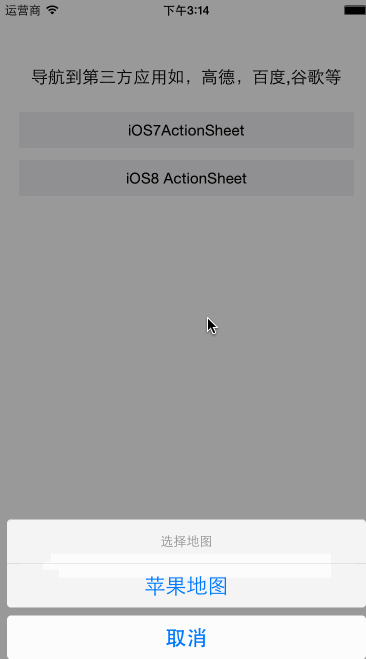 运营商 下午3:14
导航到第三方应用如，高德，百度,谷歌等
iOS7ActionSheet
iOS8 ActionSheet
选择地图
苹果地图
取消